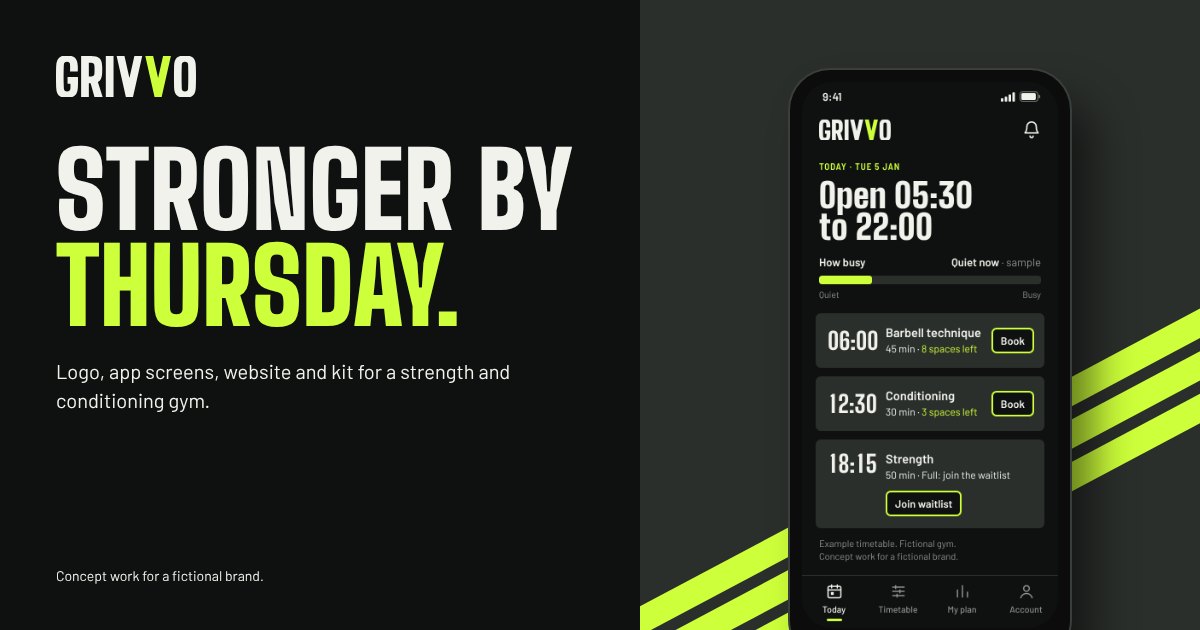 GRIVVO
STRONGER BY
THURSDAY.
Logo, app screens, website and kit for a strength and
conditioning gym.
Concept work for a fictional brand.
9:41
GRIVVO
TODAY · TUE 5 JAN
Open 05:30
to 22:00
How busy Quiet now · sample
Quiet Busy
06:00 Barbell technique
45 min · 8 spaces left
Book
12:30 Conditioning
30 min · 3 spaces left
Book
18:15 Strength
50 min · Full: join the waitlist
Join waitlist
Example timetable. Fictional gym.
Concept work for a fictional brand.
Today Timetable My plan Account